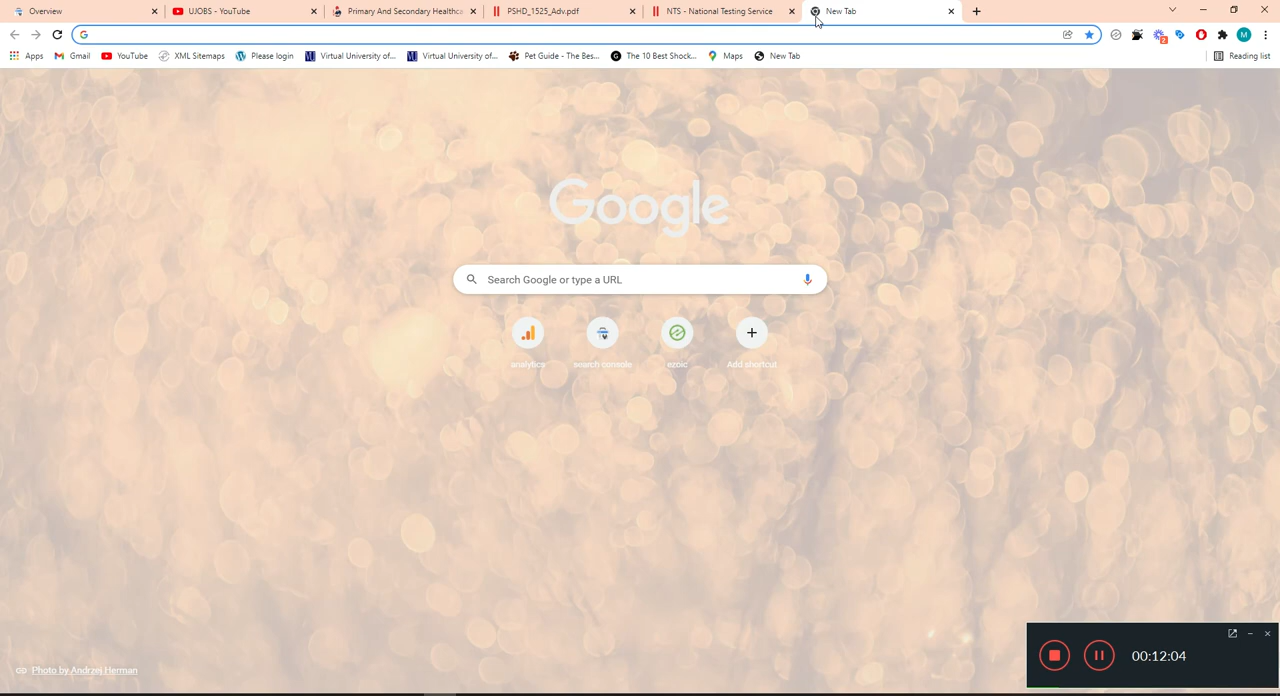 Overview
UJOBS - YouTube
Primary And Secondary Healthca
PSHD_1525_Adv.pdf
NTS - National Testing Service
New Tab
Apps
Gmail
YouTube
XML Sitemaps
Please login
Virtual University of...
Virtual University of...
Pet Guide - The Bes...
The 10 Best Shock...
Maps
New Tab
Reading list
2
M
Google
Search Google or type a URL
analytics
search console
ezoic
Add shortcut
Photo by Andrzej Herman
00:12:04